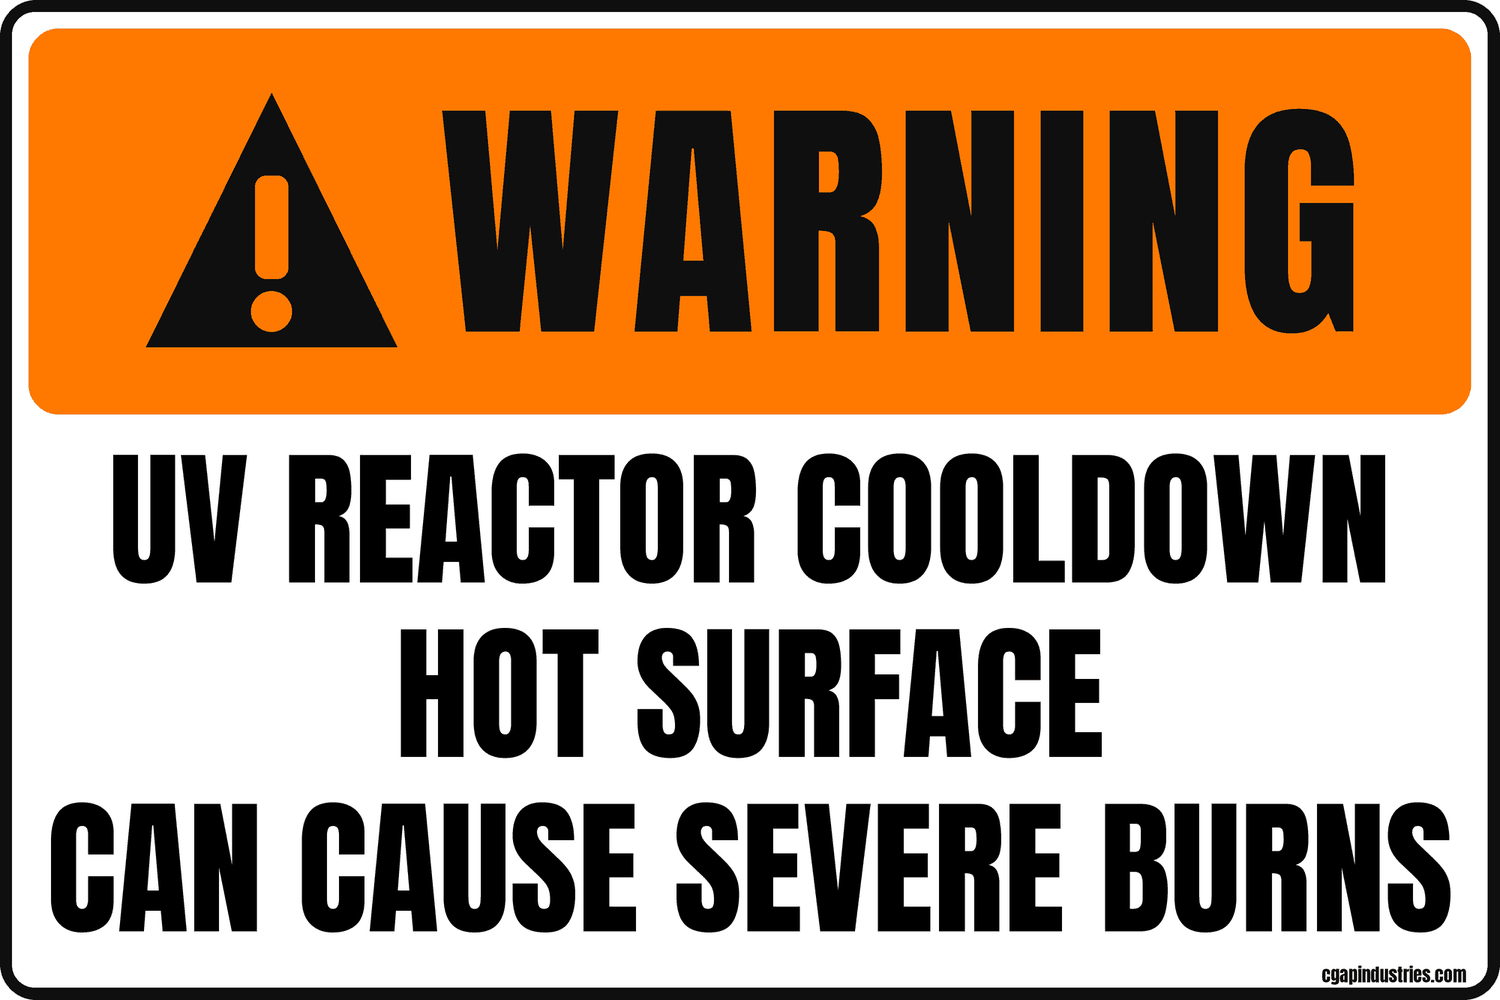 WARNING
UV REACTOR COOLDOWN
HOT SURFACE
CAN CAUSE SEVERE BURNS
cgapindustries.com